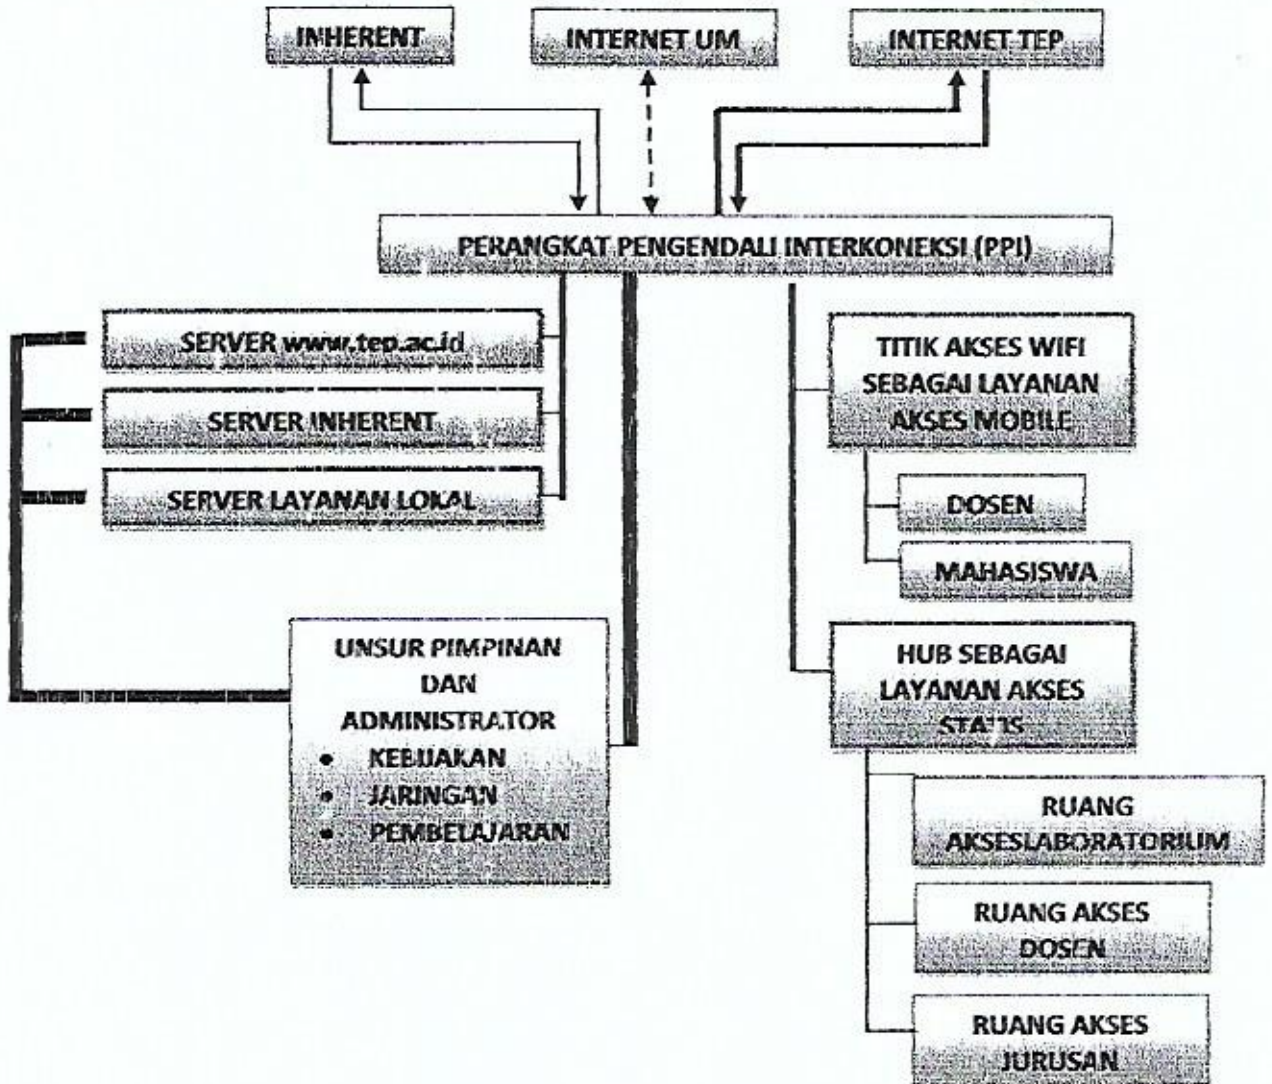 INHERENT
INTERNET UM
INTERNET TEP
PERANGKAT PENGENDALI INTERKONEKSI (PPI)
SERVER www.tep.ac.id
SERVER INHERENT
SERVER LAYANAN LOKAL
UNSUR PIMPINAN
DAN
ADMINISTRATOR
• KEBIJAKAN
• JARINGAN
• PEMBELAJARAN
TITIK AKSES WIFI
SEBAGAI LAYANAN
AKSES MOBILE
DOSEN
MAHASISWA
HUB SEBAGAI
LAYANAN AKSES
STATIS
RUANG
AKSESLABORATORIUM
RUANG AKSES
DOSEN
RUANG AKSES
JURUSAN